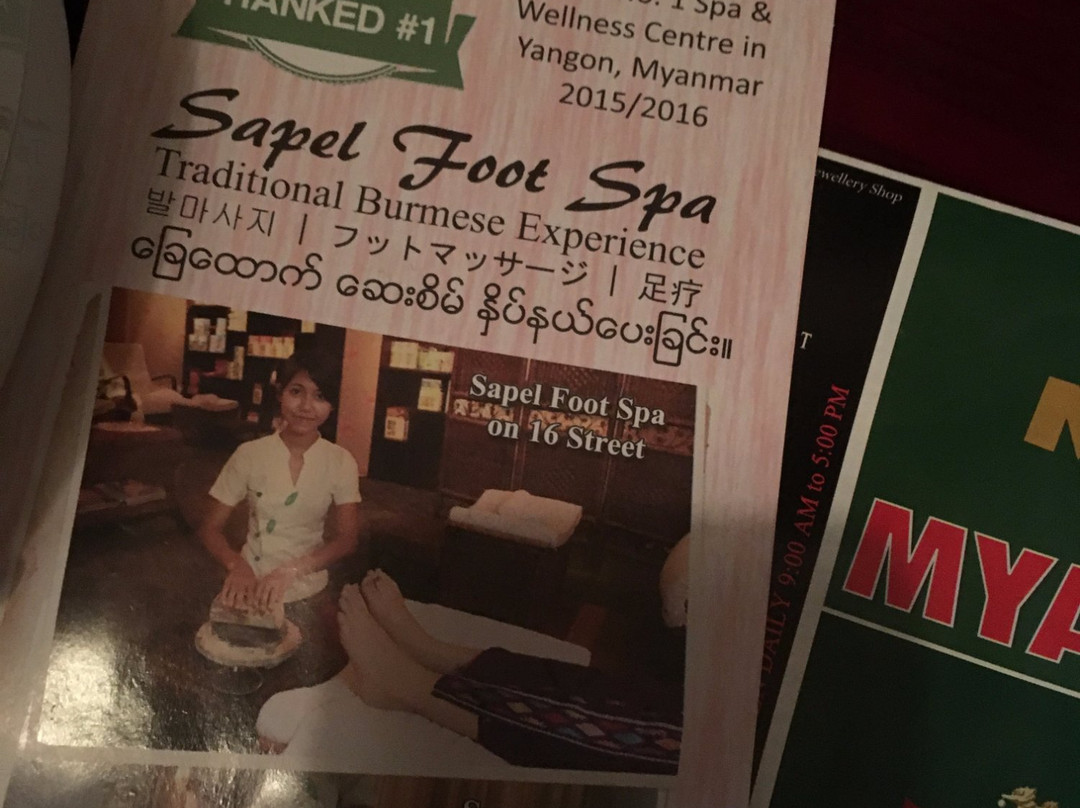 RANKED #1
1 Spa &
Wellness Centre in
Yangon, Myanmar
2015/2016
Sapel Foot Spa
Traditional Burmese Experience
발마사지 | フットマッサージ | 足疗
ခြေထောက် ဆေးစိမ် နှိပ်နယ်ပေးခြင်း။
Sapel Foot Spa
on 16 Street
Jewellery Shop
T
DAILY 9:00 AM to 5:00 PM
MYA